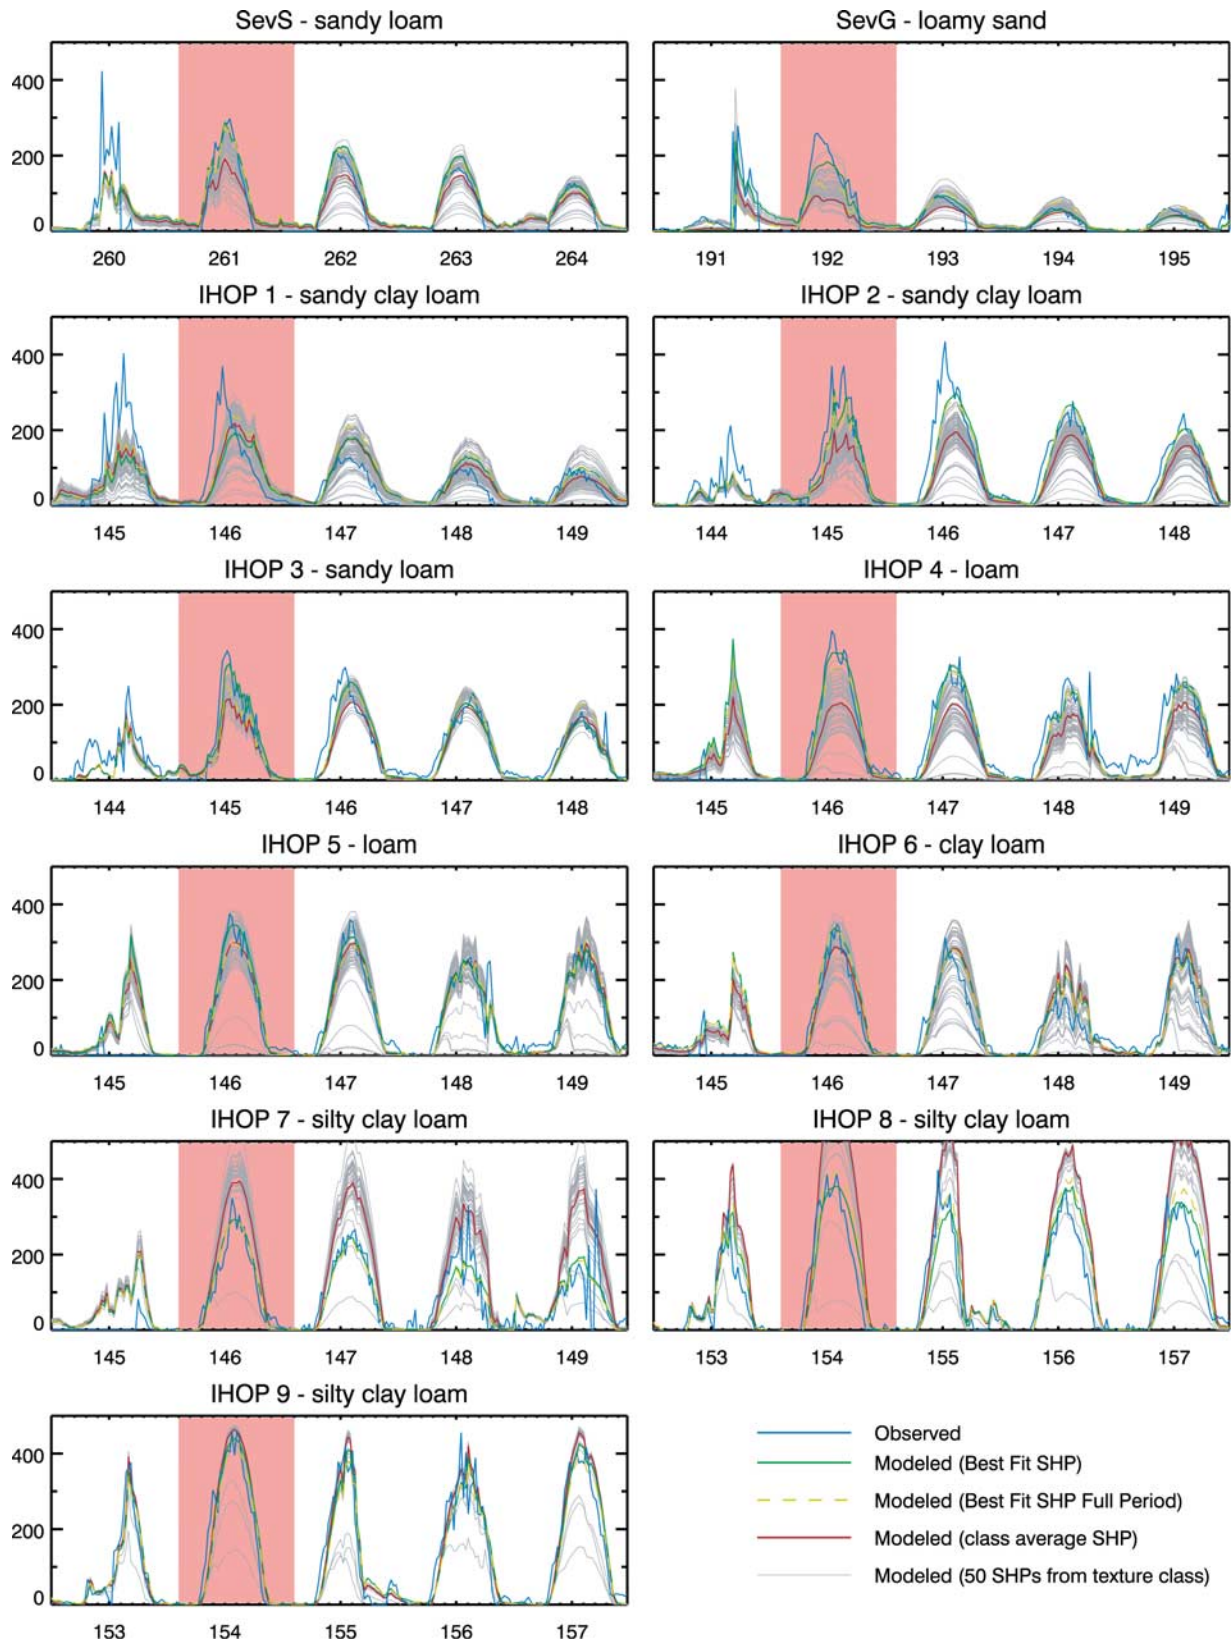 SevS - sandy loam
SevG - loamy sand
400
200
0
260 261 262 263 264
191 192 193 194 195
IHOP 1 - sandy clay loam
IHOP 2 - sandy clay loam
400
200
0
145 146 147 148 149
144 145 146 147 148
IHOP 3 - sandy loam
IHOP 4 - loam
400
200
0
144 145 146 147 148
145 146 147 148 149
IHOP 5 - loam
IHOP 6 - clay loam
400
200
0
145 146 147 148 149
145 146 147 148 149
IHOP 7 - silty clay loam
IHOP 8 - silty clay loam
400
200
0
145 146 147 148 149
153 154 155 156 157
IHOP 9 - silty clay loam
400
200
0
153 154 155 156 157
Observed
Modeled (Best Fit SHP)
Modeled (Best Fit SHP Full Period)
Modeled (class average SHP)
Modeled (50 SHPs from texture class)